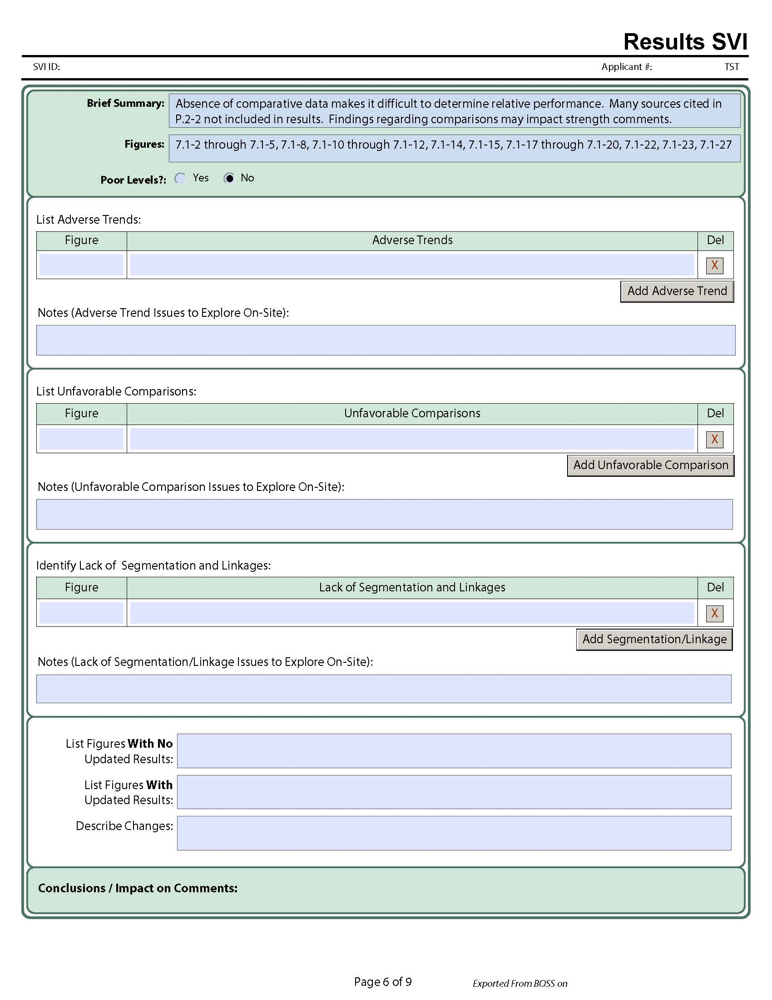 Results SVI
SVI ID: Applicant #: TST
Brief Summary: Absence of comparative data makes it difficult to determine relative performance.  Many sources cited in
P.2-2 not included in results.  Findings regarding comparisons may impact strength comments.
Figures: 7.1-2 through 7.1-5, 7.1-8, 7.1-10 through 7.1-12, 7.1-14, 7.1-15, 7.1-17 through 7.1-20, 7.1-22, 7.1-23, 7.1-27
Poor Levels?: Yes No
List Adverse Trends:
Figure Adverse Trends Del
X
Add Adverse Trend
Notes (Adverse Trend Issues to Explore On-Site):
List Unfavorable Comparisons:
Figure Unfavorable Comparisons Del
X
Add Unfavorable Comparison
Notes (Unfavorable Comparison Issues to Explore On-Site):
Identify Lack of  Segmentation and Linkages:
Figure Lack of Segmentation and Linkages Del
X
Add Segmentation/Linkage
Notes (Lack of Segmentation/Linkage Issues to Explore On-Site):
List Figures With No
Updated Results:
List Figures With
Updated Results:
Describe Changes:
Conclusions / Impact on Comments:
Page 6 of 9 Exported From BOSS on